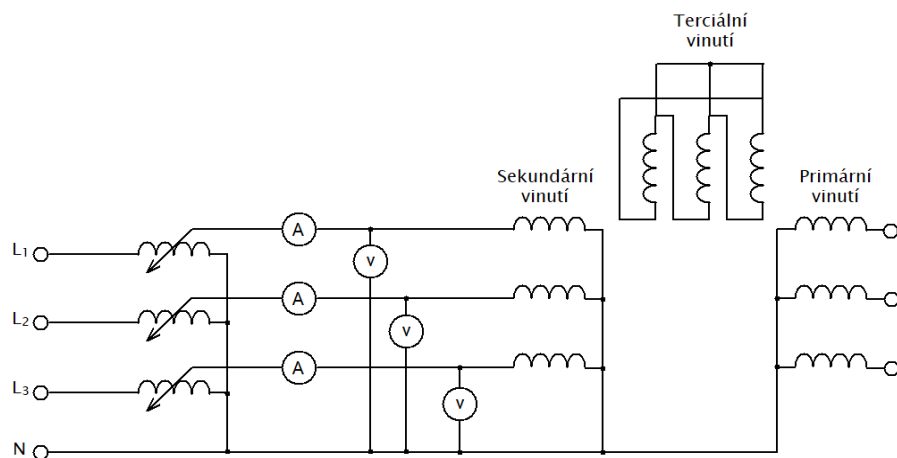 Terciální
vinutí
Sekundární
vinutí
Primární
vinutí
L1
A
v
L2
A
v
L3
A
v
N